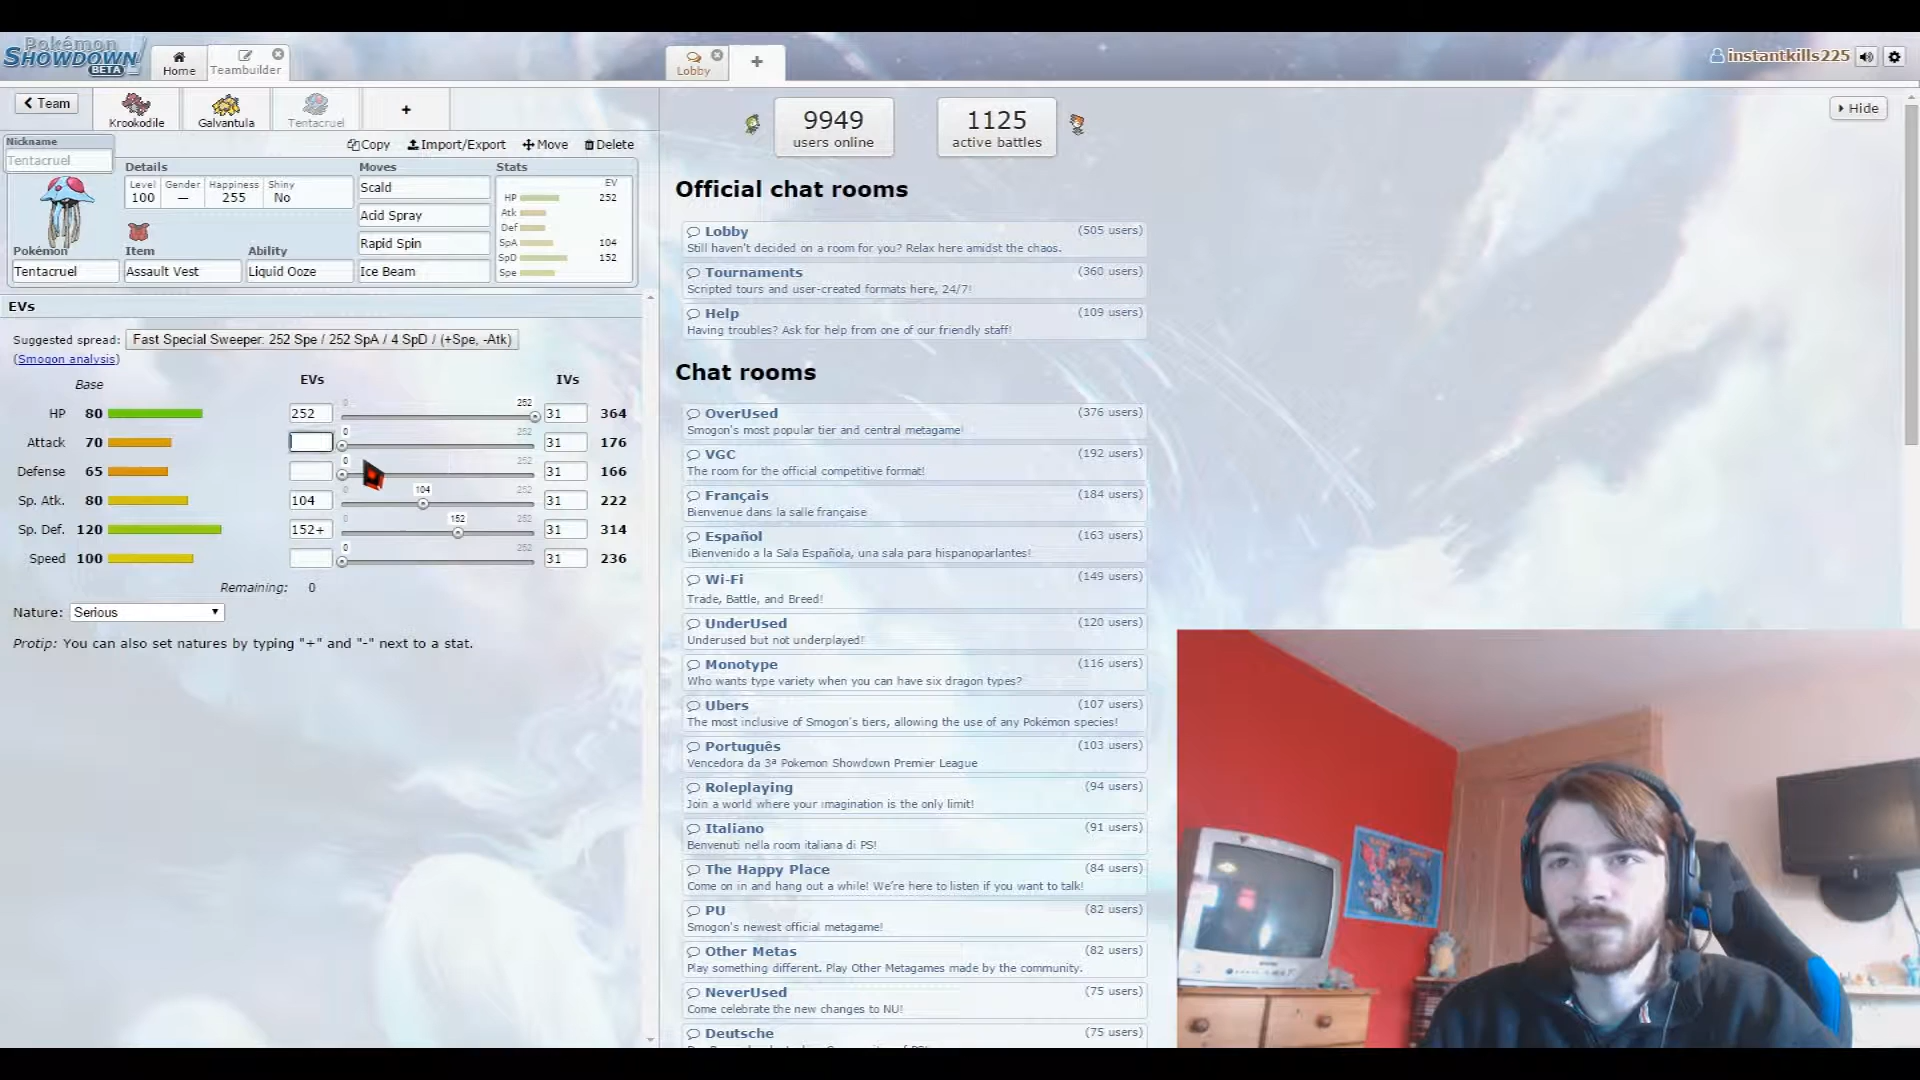 Pokémon
SHOWDOWN
BETA
Home
Teambuilder
Lobby
+
instantkills225
< Team
Krookodile
Galvantula
Tentacruel
+
Nickname
Tentacruel
Copy
Import/Export
Move
Delete
Details
Moves
Stats
Level
Gender
Happiness
Shiny
100
—
255
No
Pokémon
Item
Ability
Tentacruel
Assault Vest
Liquid Ooze
Scald
Acid Spray
Rapid Spin
Ice Beam
EV
HP 252
Atk
Def
SpA 104
SpD 152
Spe
EVs
Suggested spread: Fast Special Sweeper: 252 Spe / 252 SpA / 4 SpD / (+Spe, -Atk)
(Smogon analysis)
Base EVs IVs
HP 80 252 0 252 31 364
Attack 70 0 252 31 176
Defense 65 0 252 31 166
Sp. Atk. 80 104 0 104 252 31 222
Sp. Def. 120 152+ 0 152 252 31 314
Speed 100 0 252 31 236
Remaining: 0
Nature: Serious
Protip: You can also set natures by typing "+" and "-" next to a stat.
9949
users online
1125
active battles
Hide
Official chat rooms
Lobby (505 users)
Still haven't decided on a room for you? Relax here amidst the chaos.
Tournaments (360 users)
Scripted tours and user-created formats here, 24/7!
Help (109 users)
Having troubles? Ask for help from one of our friendly staff!
Chat rooms
OverUsed (376 users)
Smogon's most popular tier and central metagame!
VGC (192 users)
The room for the official competitive format!
Français (184 users)
Bienvenue dans la salle française
Español (163 users)
¡Bienvenido a la Sala Española, una sala para hispanoparlantes!
Wi-Fi (149 users)
Trade, Battle, and Breed!
UnderUsed (120 users)
Underused but not underplayed!
Monotype (116 users)
Who wants type variety when you can have six dragon types?
Ubers (107 users)
The most inclusive of Smogon's tiers, allowing the use of any Pokémon species!
Português (103 users)
Vencedora da 3ª Pokemon Showdown Premier League
Roleplaying (94 users)
Join a world where your imagination is the only limit!
Italiano (91 users)
Benvenuti nella room italiana di PS!
The Happy Place (84 users)
Come on in and hang out a while! We're here to listen if you want to talk!
PU (82 users)
Smogon's newest official metagame!
Other Metas (82 users)
Play something different. Play Other Metagames made by the community.
NeverUsed (75 users)
Come celebrate the new changes to NU!
Deutsche (75 users)